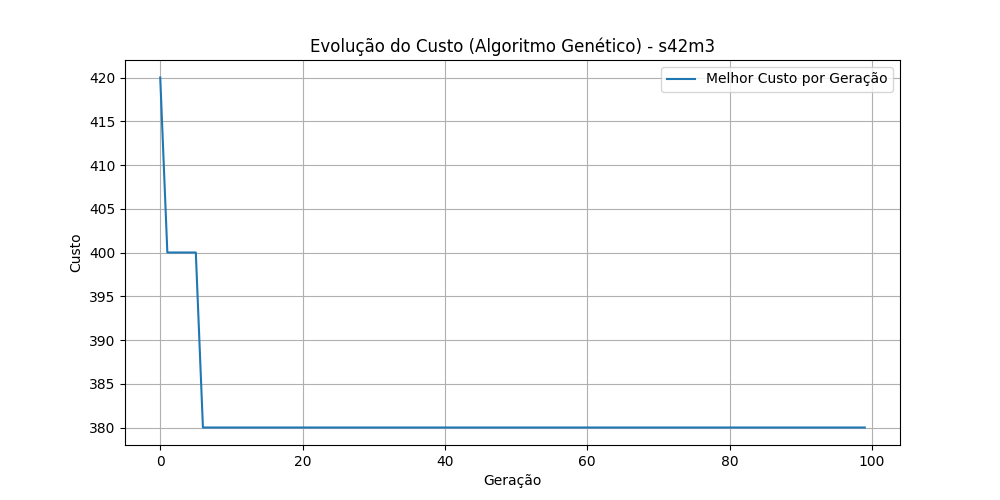 Evolução do Custo (Algoritmo Genético) - s42m3
Melhor Custo por Geração
420
415
410
405
400
395
390
385
380
Custo
0 20 40 60 80 100
Geração